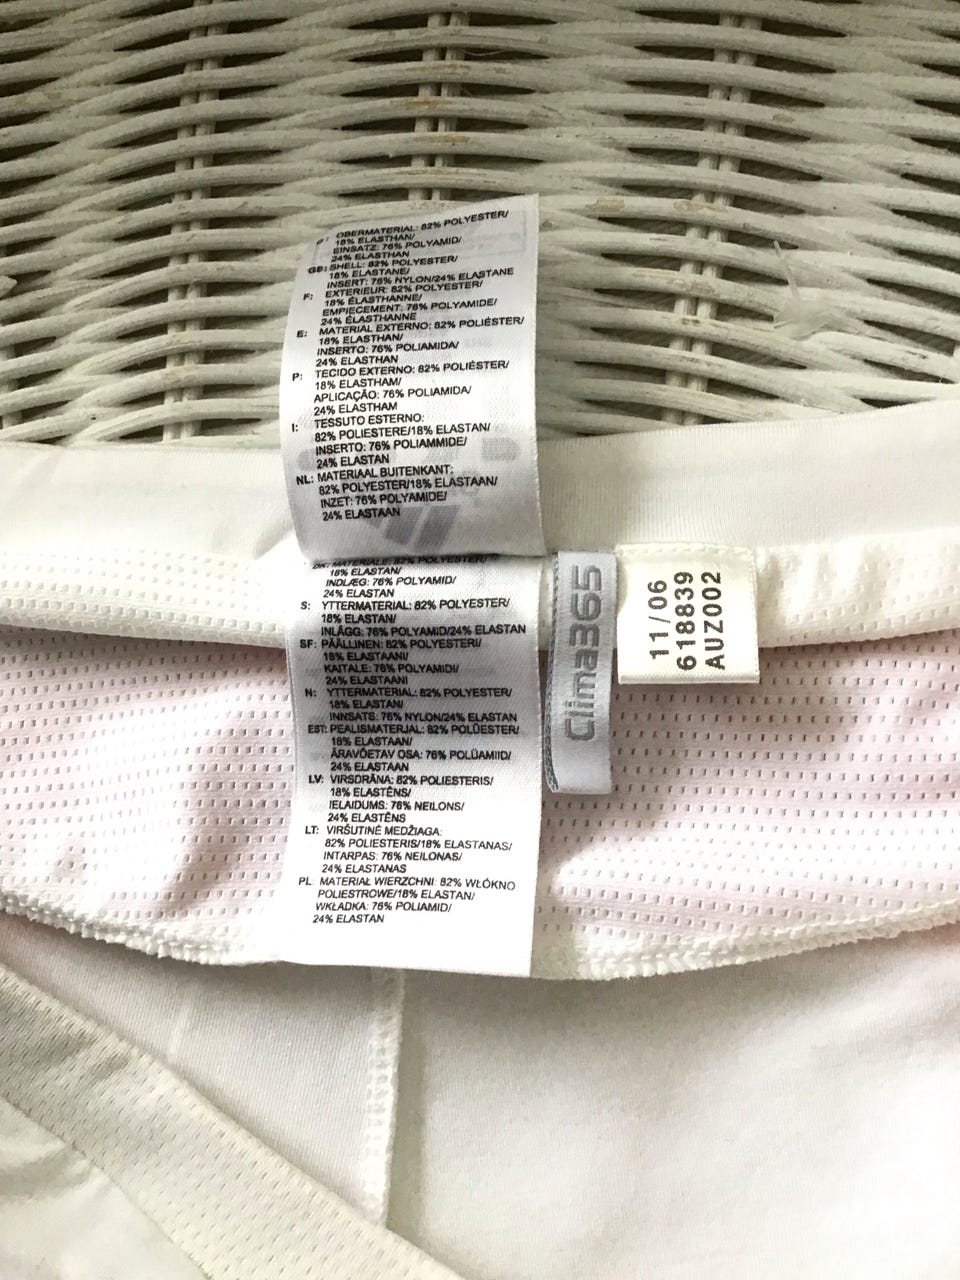 D: OBERMATERIAL: 82% POLYESTER/
18% ELASTHAN/
EINSATZ: 76% POLYAMID/
24% ELASTHAN
GB: SHELL: 82% POLYESTER/
18% ELASTANE/
INSERT: 76% NYLON/24% ELASTANE
F: EXTERIEUR: 82% POLYESTER/
18% ÉLASTHANNE/
EMPIECEMENT: 76% POLYAMIDE/
24% ÉLASTHANNE
E: MATERIAL EXTERNO: 82% POLIÉSTER/
18% ELASTHAN/
INSERTO: 76% POLIAMIDA/
24% ELASTHAN
P: TECIDO EXTERNO: 82% POLIÉSTER/
18% ELASTHAM/
APLICAÇÃO: 76% POLIAMIDA/
24% ELASTHAM
I: TESSUTO ESTERNO:
82% POLIESTERE/18% ELASTAN/
INSERTO: 76% POLIAMMIDE/
24% ELASTAN
NL: MATERIAAL BUITENKANT:
82% POLYESTER/18% ELASTAAN/
INZET: 76% POLYAMIDE/
24% ELASTAAN
DK: MATERIALE: 82% POLYESTER/
18% ELASTAN/
INDLÆG: 76% POLYAMID/
24% ELASTAN
S: YTTERMATERIAL: 82% POLYESTER/
18% ELASTAN/
INLÄGG: 76% POLYAMID/24% ELASTAN
SF: PÄÄLLINEN: 82% POLYESTERI/
18% ELASTAANI/
KAITALE: 76% POLYAMIDI/
24% ELASTAANI
N: YTTERMATERIAL: 82% POLYESTER/
18% ELASTAN/
INNSATS: 76% NYLON/24% ELASTAN
EST: PEALISMATERJAL: 82% POLÜESTER/
18% ELASTAAN/
ÄRAVÕETAV OSA: 76% POLÜAMIID/
24% ELASTAAN
LV: VIRSDRĀNA: 82% POLIESTERIS/
18% ELASTĒNS/
IELAIDUMS: 76% NEILONS/
24% ELASTĒNS
LT: VIRŠUTINĖ MEDŽIAGA:
82% POLIESTERIS/18% ELASTANAS/
INTARPAS: 76% NEILONAS/
24% ELASTANAS
PL: MATERIAŁ WIERZCHNI: 82% WŁÓKNO
POLIESTROWE/18% ELASTAN/
WKŁADKA: 76% POLIAMID/
24% ELASTAN
Clima365
11/06
618839
AUZ002